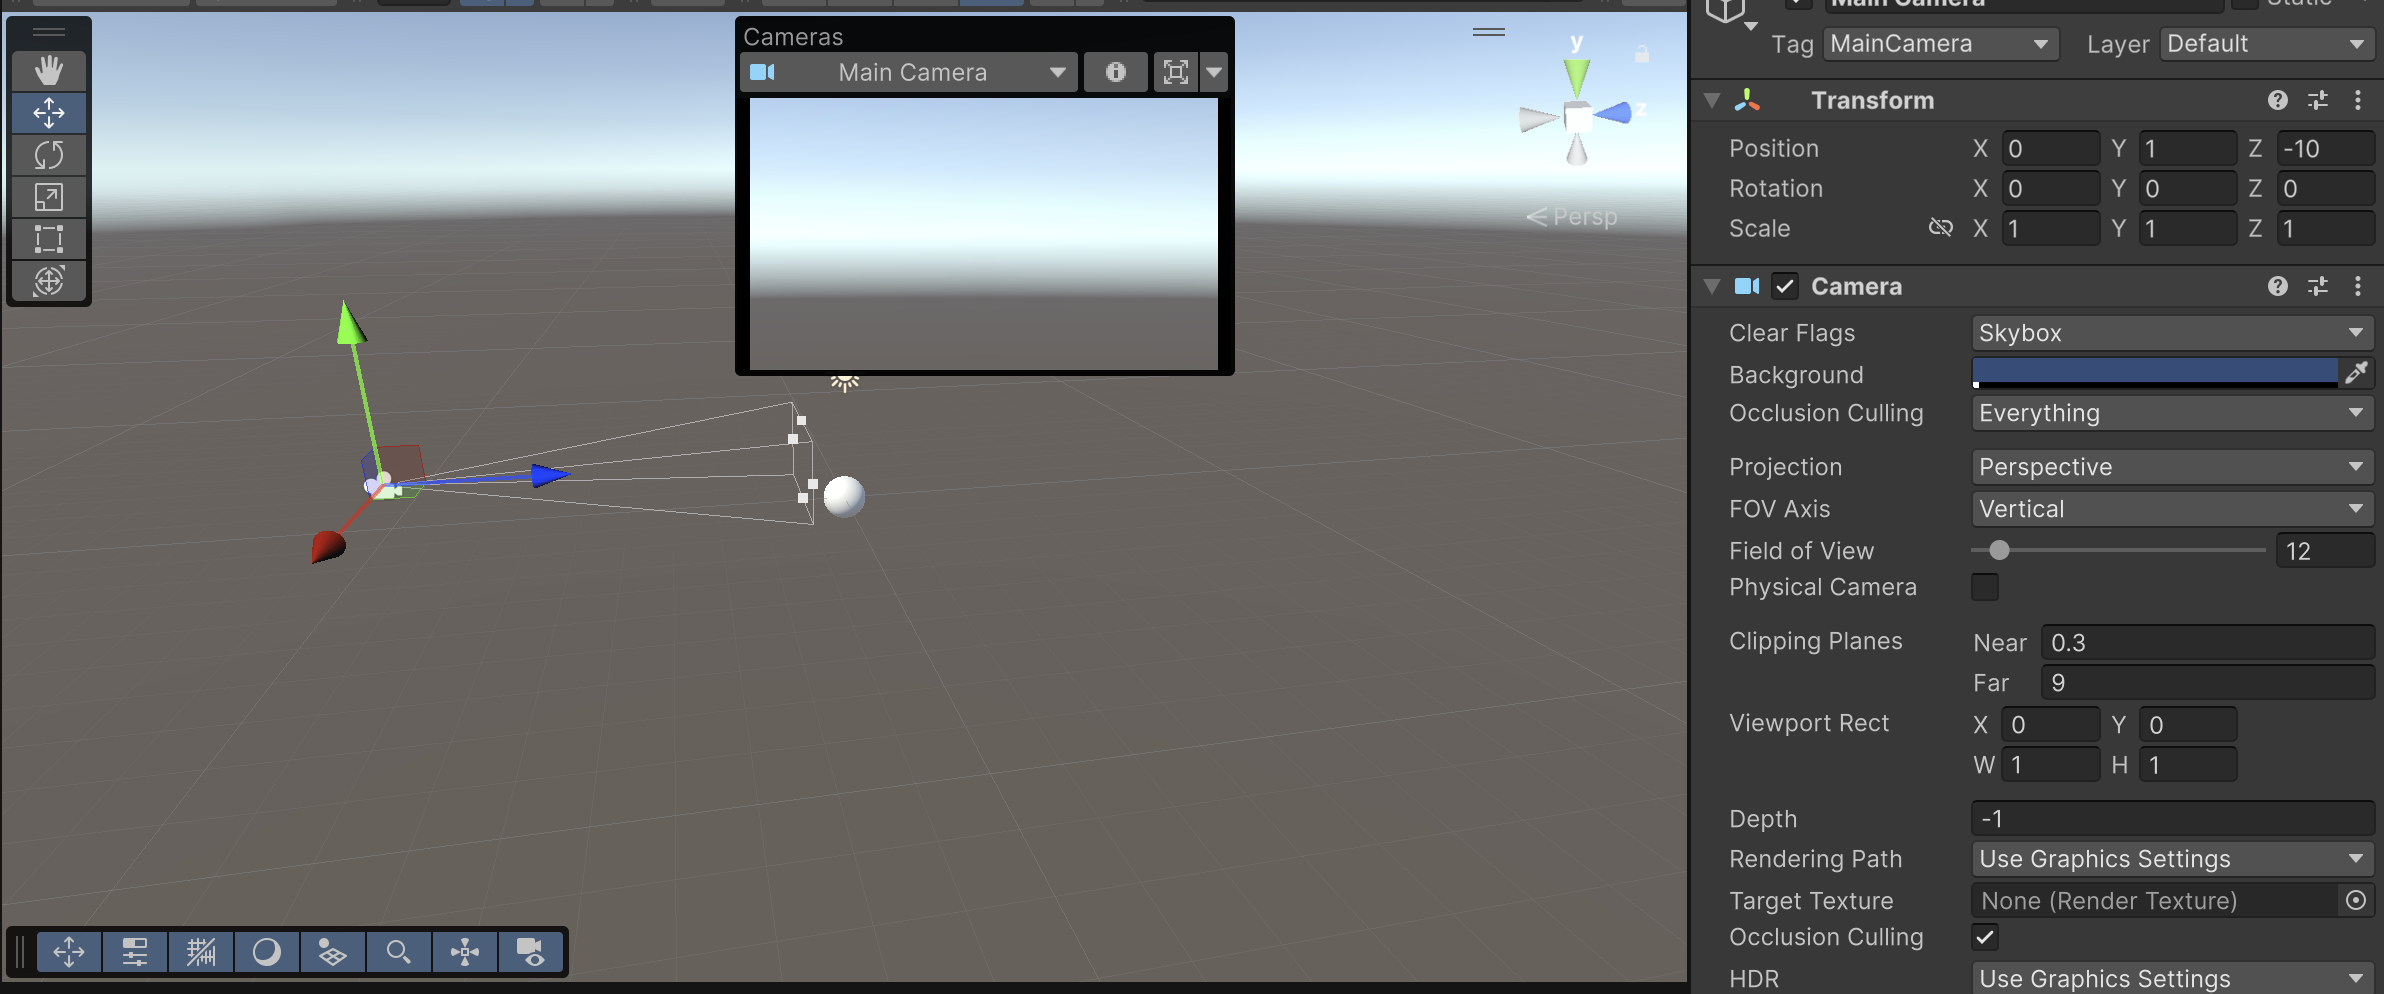 Cameras
Main Camera
y
z
Persp
Main Camera
Static
Tag MainCamera Layer Default
Transform
Position X 0 Y 1 Z -10
Rotation X 0 Y 0 Z 0
Scale X 1 Y 1 Z 1
Camera
Clear Flags Skybox
Background
Occlusion Culling Everything
Projection Perspective
FOV Axis Vertical
Field of View 12
Physical Camera
Clipping Planes Near 0.3
Far 9
Viewport Rect X 0 Y 0
W 1 H 1
Depth -1
Rendering Path Use Graphics Settings
Target Texture None (Render Texture)
Occlusion Culling
HDR Use Graphics Settings